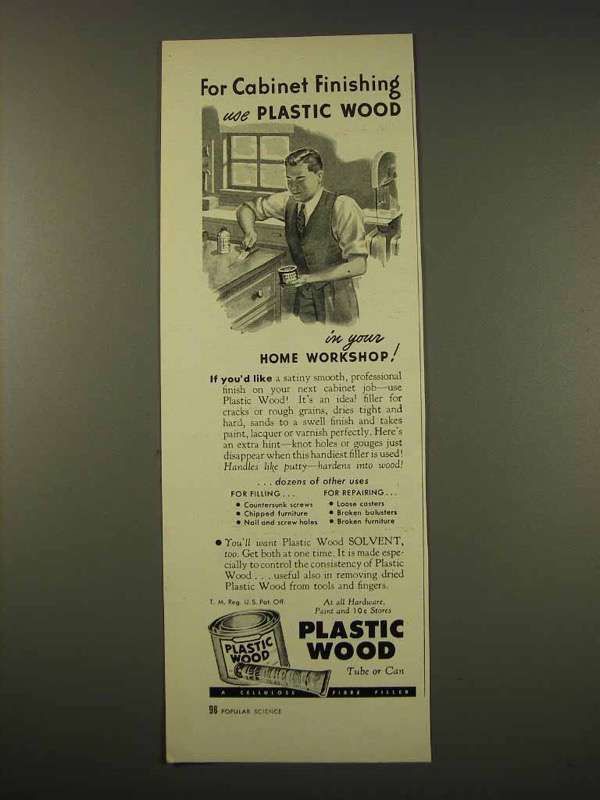 For Cabinet Finishing
use PLASTIC WOOD
in your
HOME WORKSHOP!
If you'd like a satiny smooth, professional
finish on your next cabinet job—use
Plastic Wood! It's an ideal filler for
cracks or rough grains, dries tight and
hard, sands to a swell finish and takes
paint, lacquer or varnish perfectly. Here's
an extra hint—knot holes or gouges just
disappear when this handiest filler is used!
Handles like putty—hardens into wood!
. . . dozens of other uses
FOR FILLING . . .
● Countersunk screws
● Chipped furniture
● Nail and screw holes
FOR REPAIRING . . .
● Loose casters
● Broken balusters
● Broken furniture
● You'll want Plastic Wood SOLVENT,
too. Get both at one time. It is made espe-
cially to control the consistency of Plastic
Wood . . . useful also in removing dried
Plastic Wood from tools and fingers.
T. M. Reg. U. S. Pat. Off.
At all Hardware,
Paint and 10¢ Stores
PLASTIC
WOOD
PLASTIC
WOOD
Tube or Can
A CELLULOSE FIBRE FILLER
98 POPULAR SCIENCE